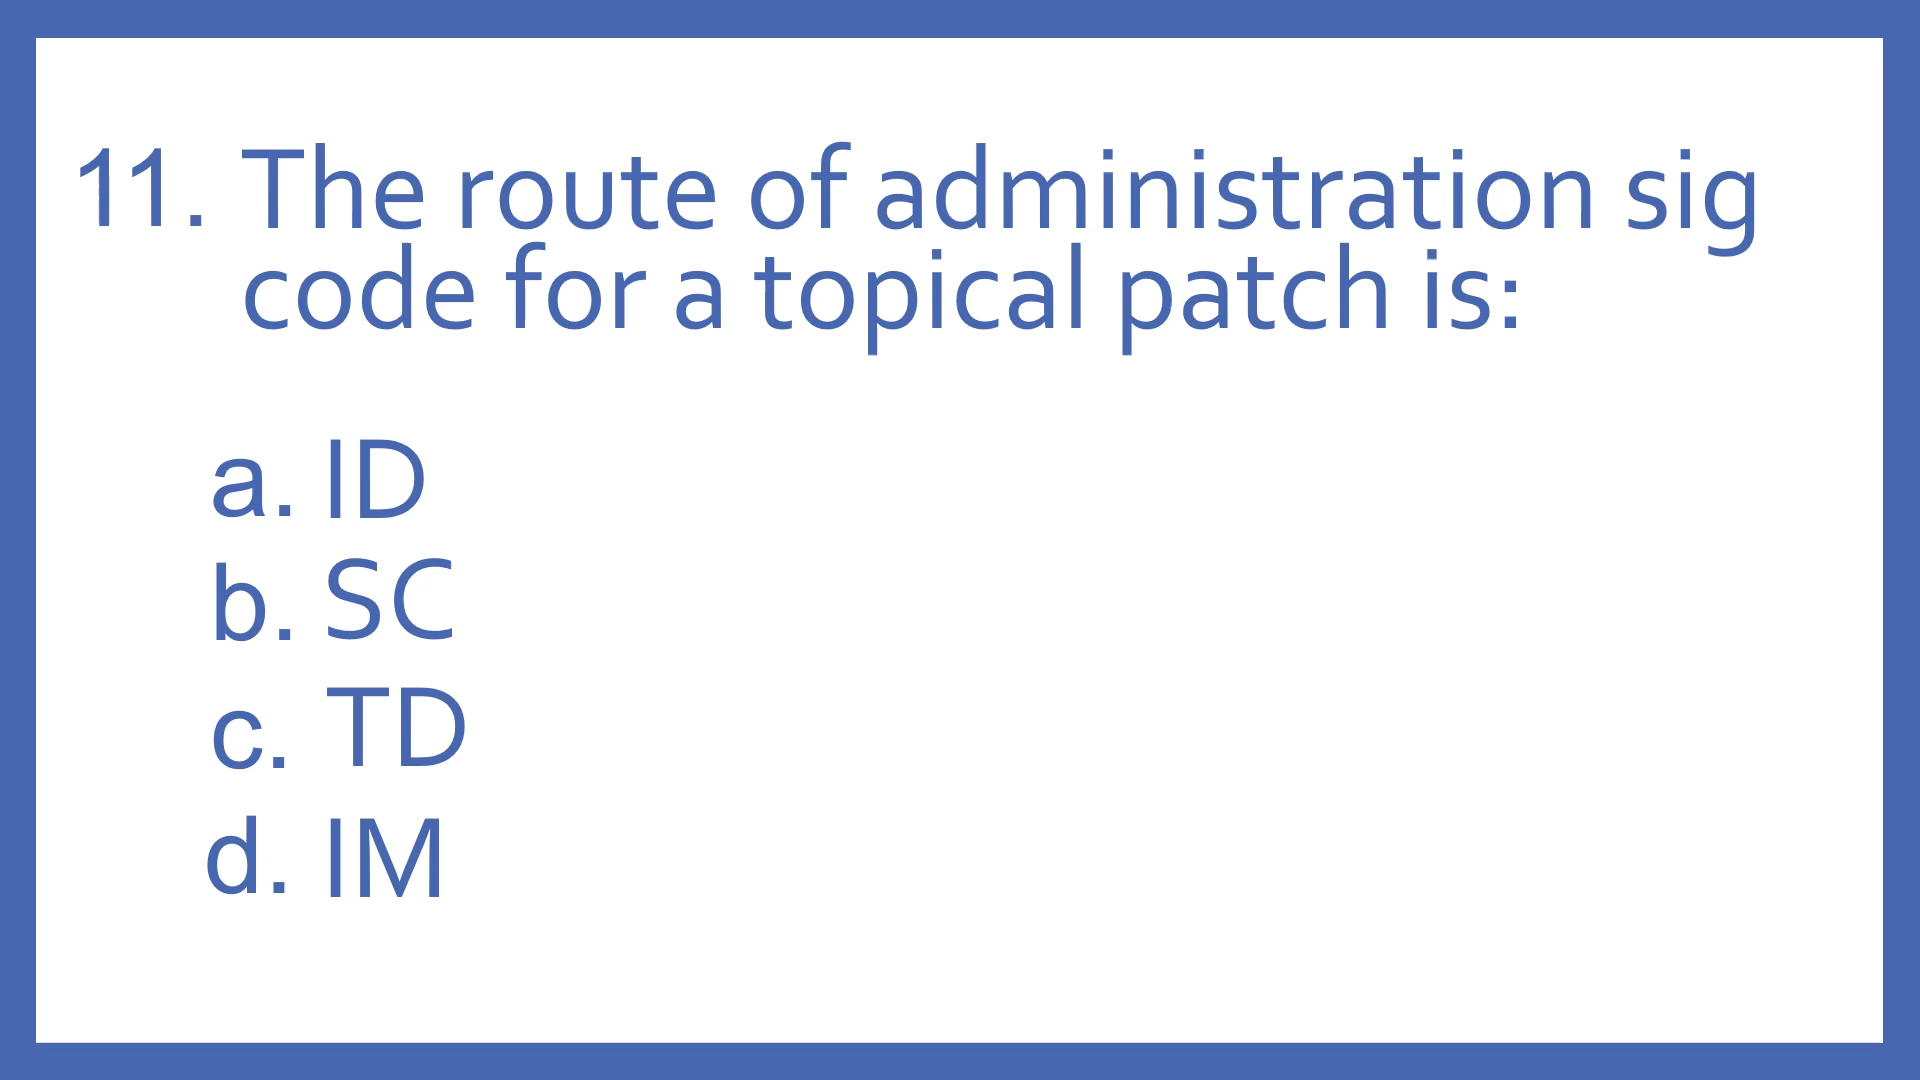 11. The route of administration sig
code for a topical patch is:
a. ID
b. SC
c. TD
d. IM